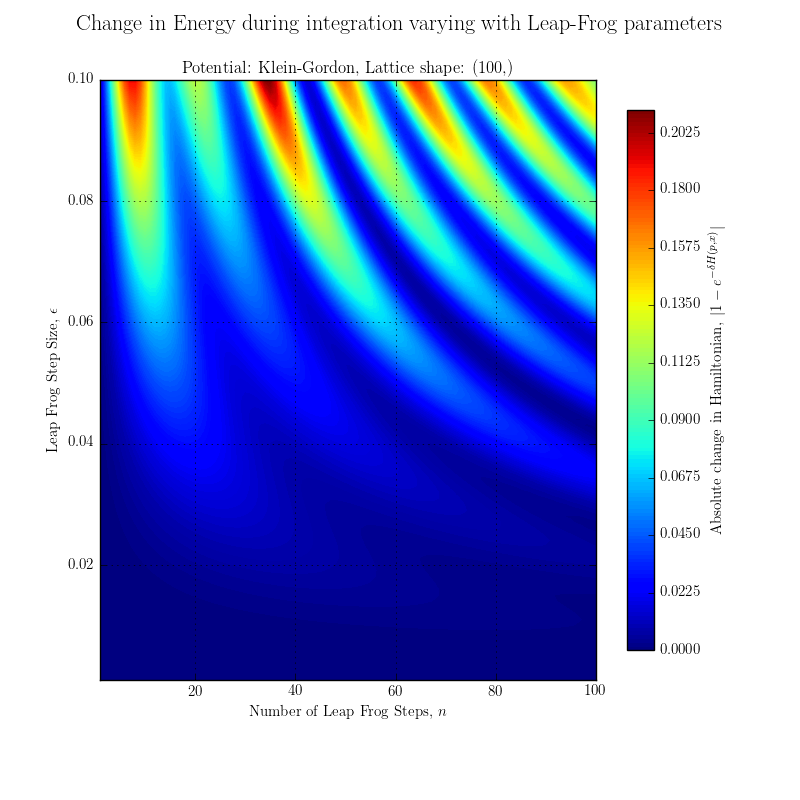 Change in Energy during integration varying with Leap-Frog parameters
Potential: Klein-Gordon, Lattice shape: (100,)
0.10
0.08
0.06
0.04
0.02
Leap Frog Step Size, ϵ
20 40 60 80 100
Number of Leap Frog Steps, n
0.2025
0.1800
0.1575
0.1350
0.1125
0.0900
0.0675
0.0450
0.0225
0.0000
Absolute change in Hamiltonian, |1 − e^{−δH(p,x)}|